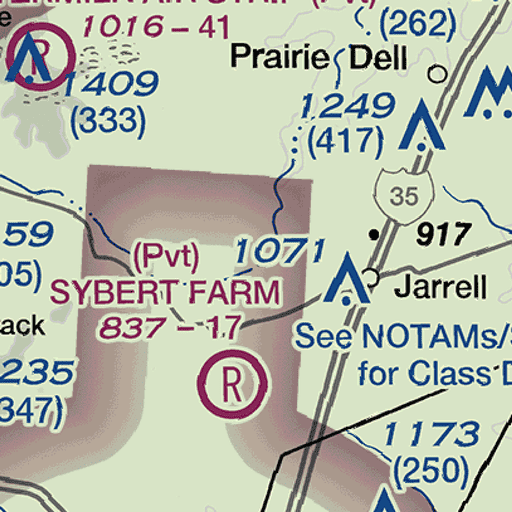 (Pvt)
1016 - 41
(262)
Prairie Dell
1409
(333)
1249
(417)
R
35
59
05)
917
(Pvt)
1071
SYBERT FARM
837 - 17
Jarrell
See NOTAMs/
for Class D
235
347)
R
1173
(250)